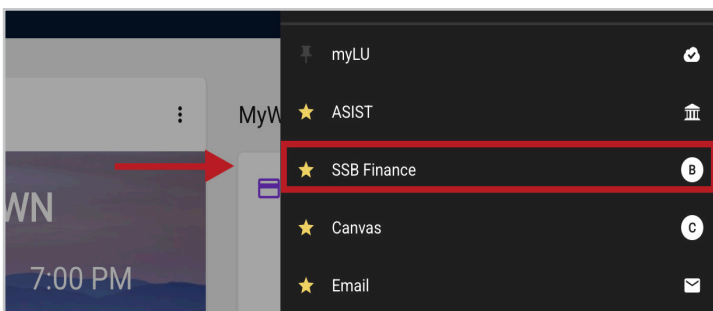 myLU
MyW
ASIST
SSB Finance
B
WN
Canvas
C
7:00 PM
Email